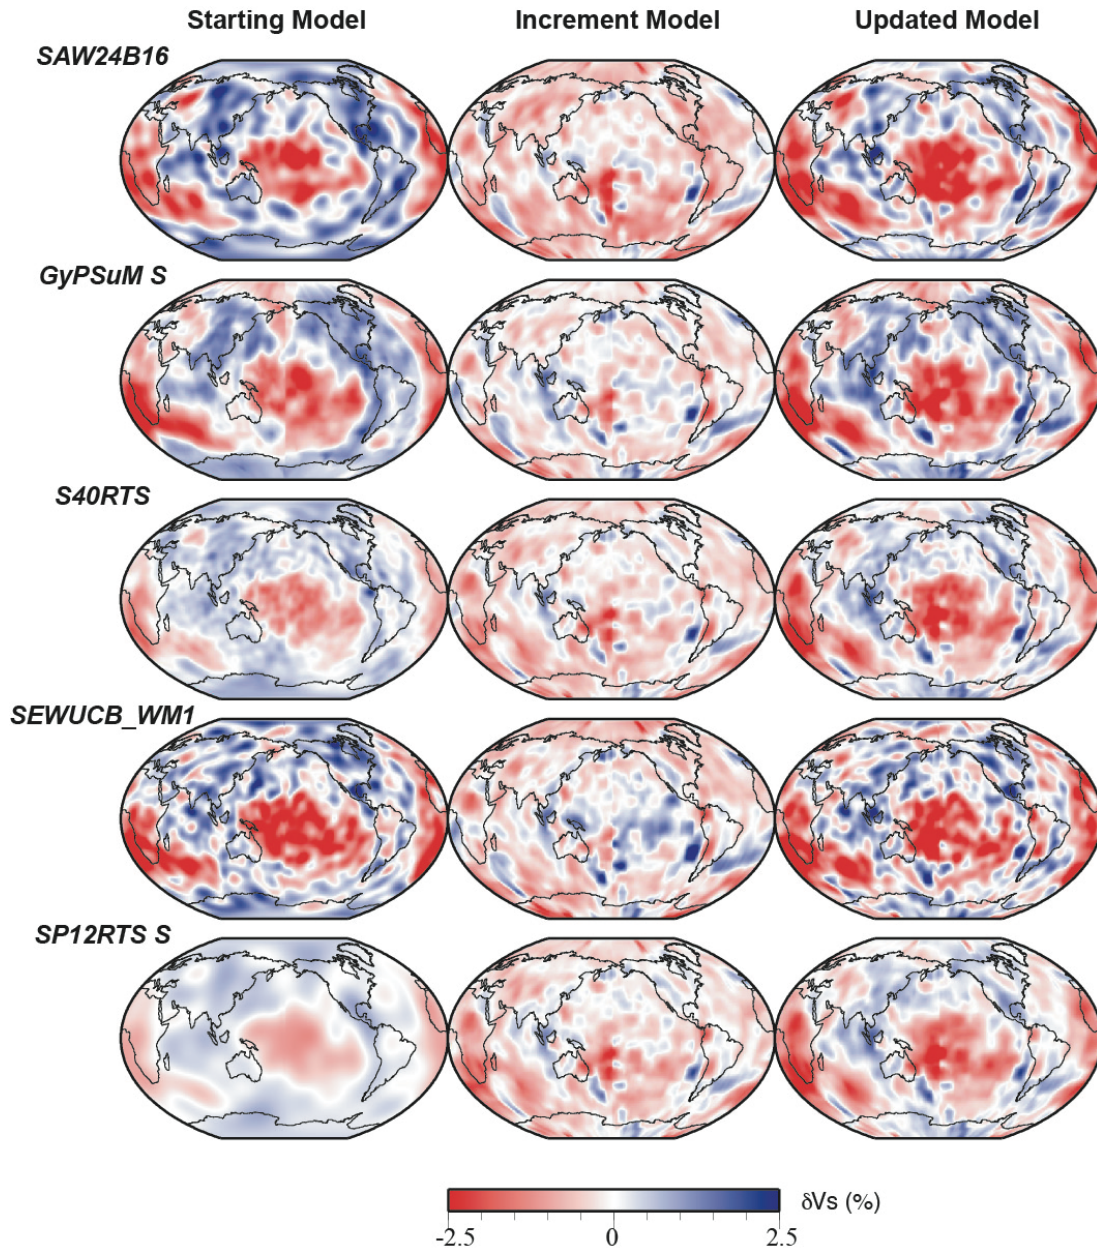 Starting Model Increment Model Updated Model
SAW24B16
GyPSuM S
S40RTS
SEWUCB_WM1
SP12RTS S
δVs (%)
-2.5 0 2.5